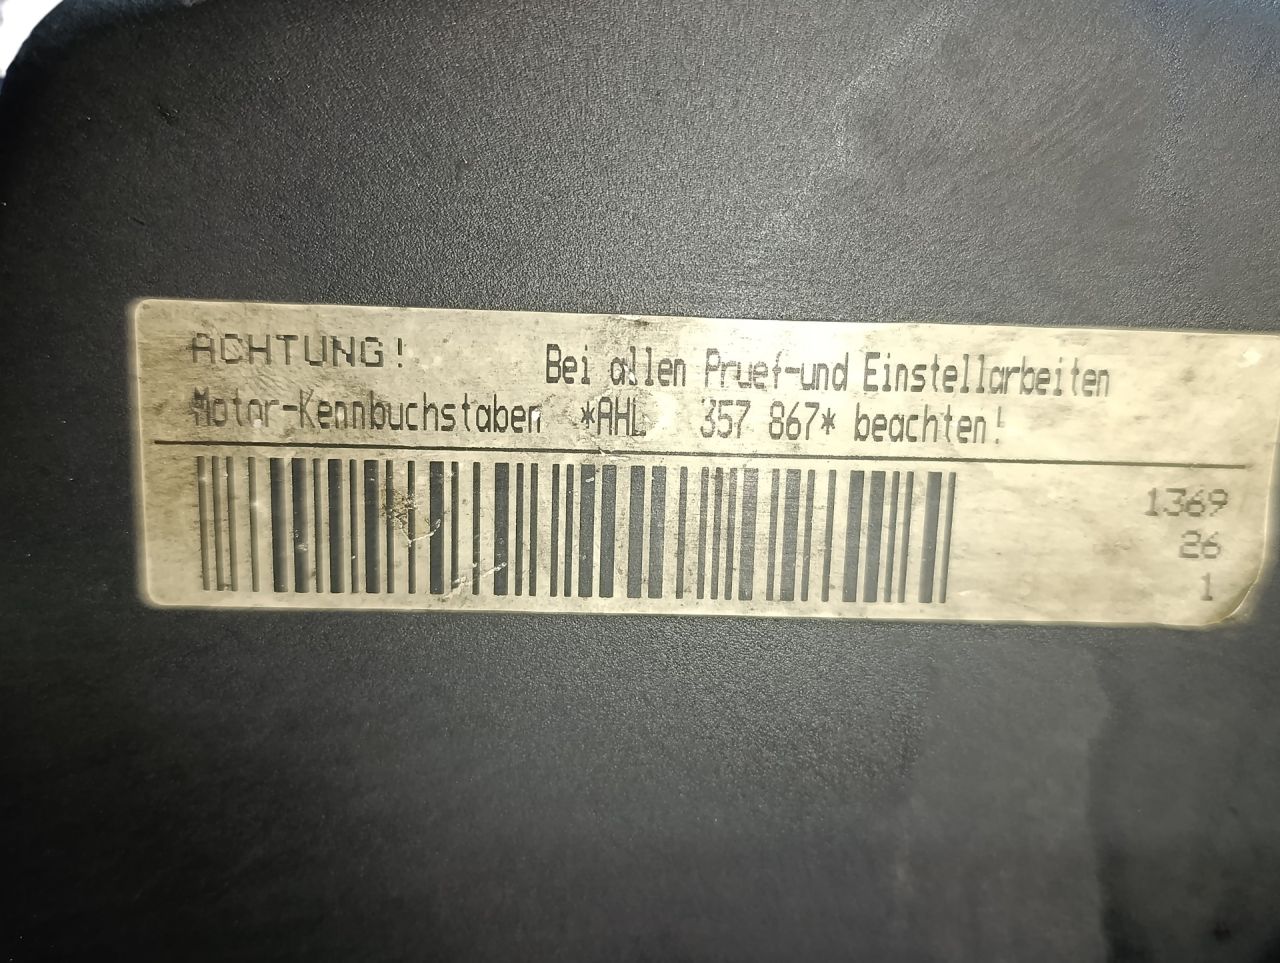 ACHTUNG! Bei allen Pruef-und Einstellarbeiten
Motor-Kennbuchstaben *AHL 357 867* beachten!
1369
26
1